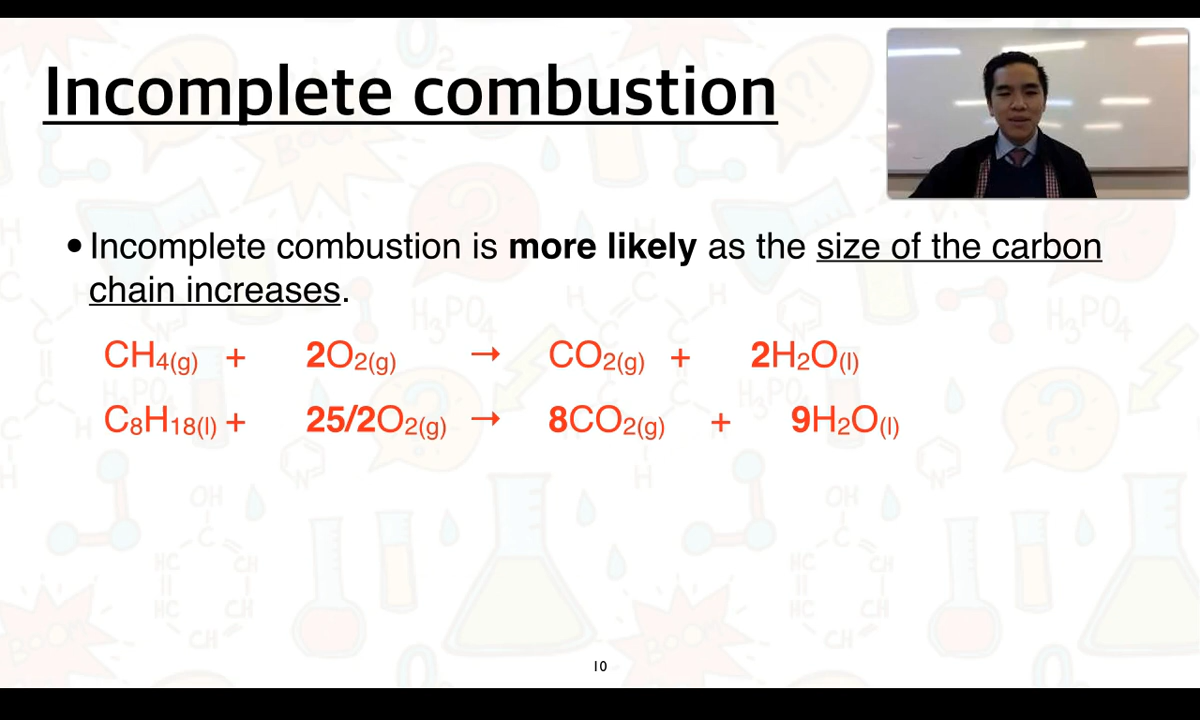 Incomplete combustion
• Incomplete combustion is more likely as the size of the carbon
chain increases.
CH4(g) + 2O2(g) → CO2(g) + 2H2O(l)
C8H18(l) + 25/2O2(g) → 8CO2(g) + 9H2O(l)
10